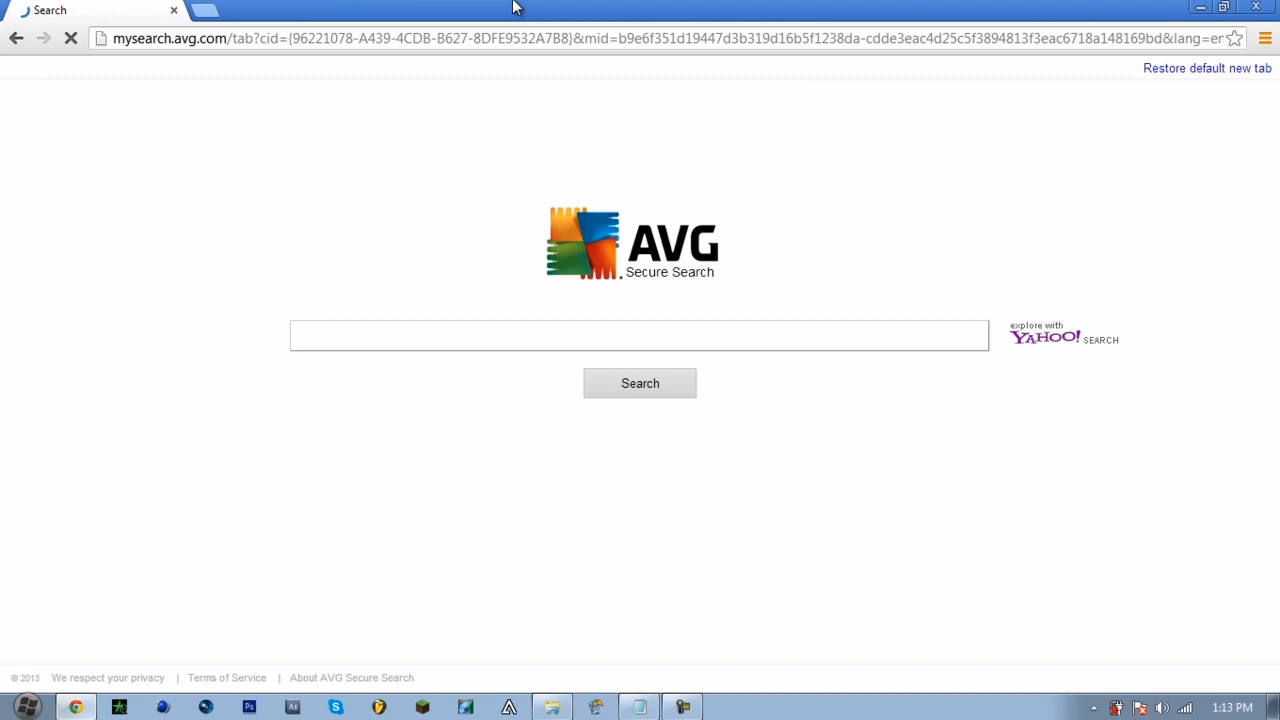 Search
mysearch.avg.com/tab?cid={96221078-A439-4CDB-B627-8DFE9532A7B8}&mid=b9e6f351d19447d3b319d16b5f1238da-cdde3eac4d25c5f3894813f3eac6718a148169bd&lang=er
Restore default new tab
AVG
Secure Search
explore with
YAHOO! SEARCH
Search
© 2013 We respect your privacy | Terms of Service | About AVG Secure Search
Ps
Ae
1:13 PM